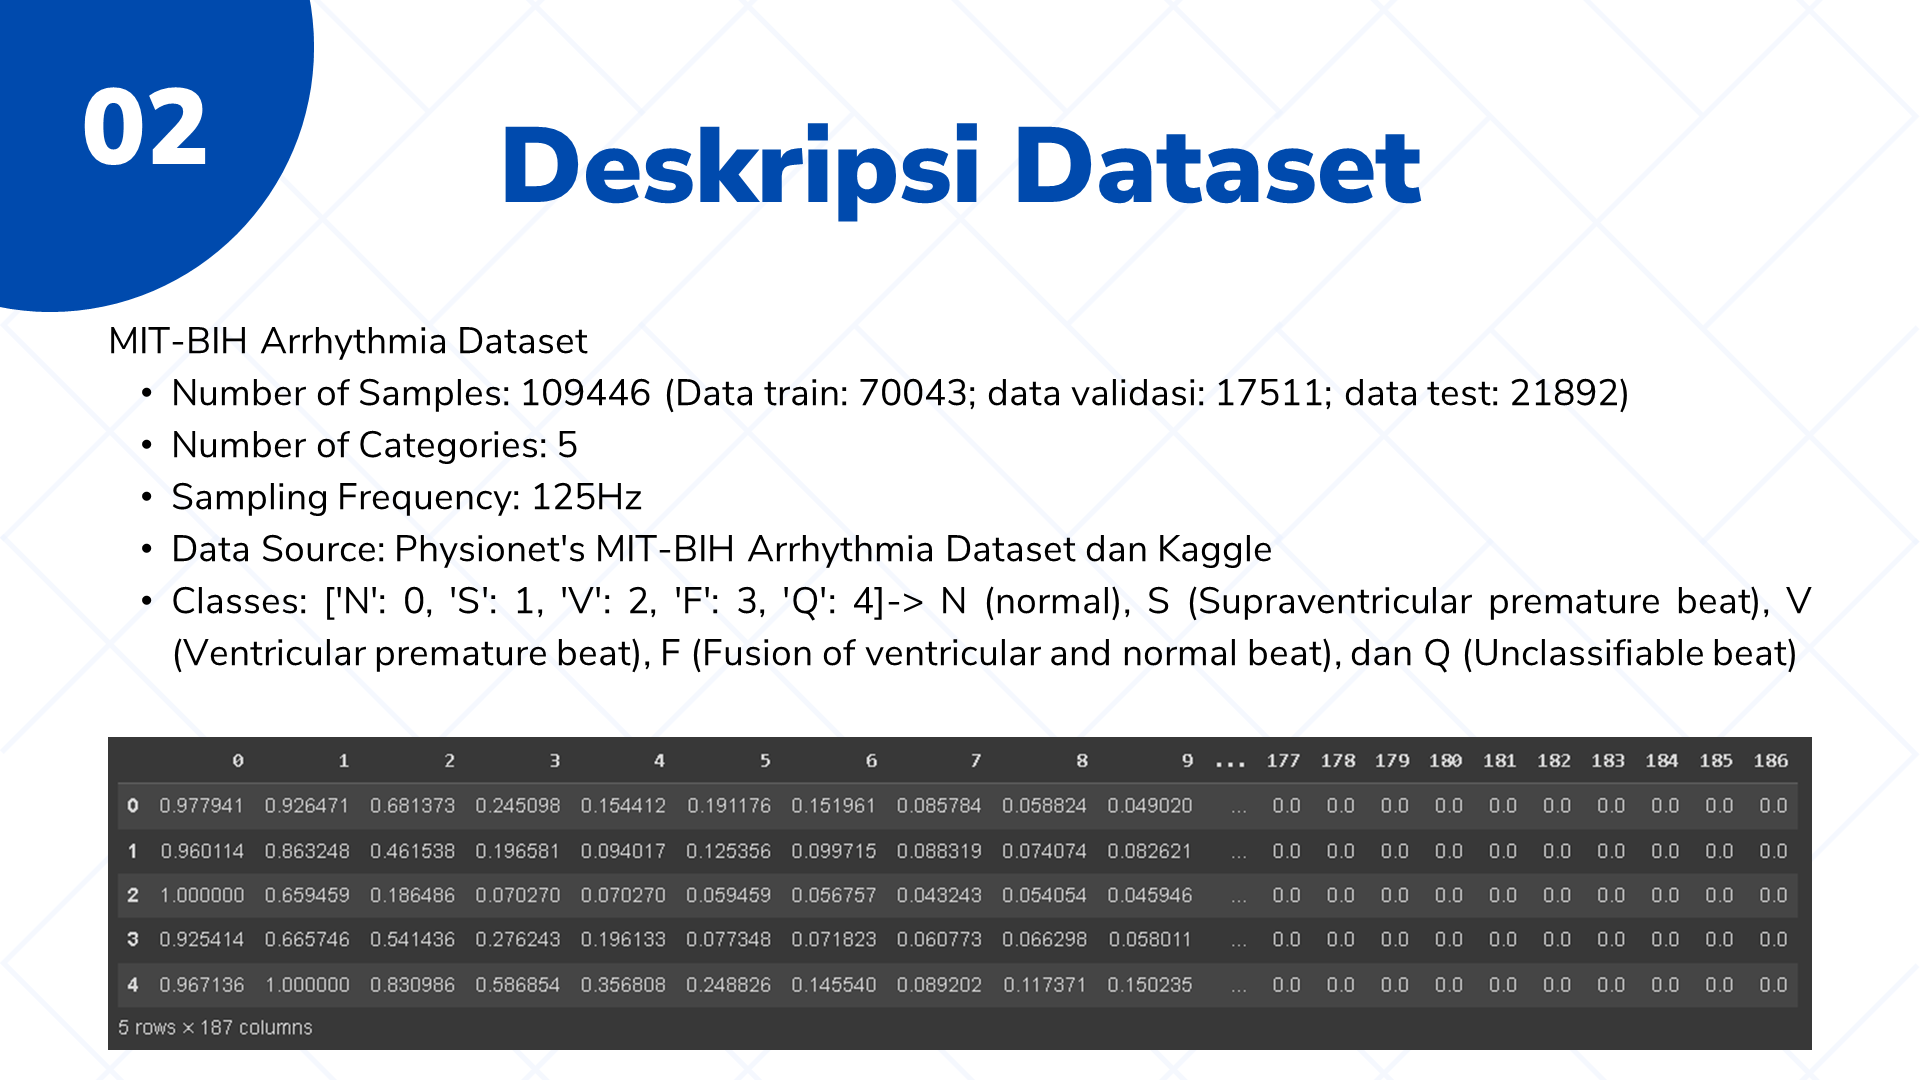 02
Deskripsi Dataset
MIT-BIH Arrhythmia Dataset
• Number of Samples: 109446 (Data train: 70043; data validasi: 17511; data test: 21892)
• Number of Categories: 5
• Sampling Frequency: 125Hz
• Data Source: Physionet's MIT-BIH Arrhythmia Dataset dan Kaggle
• Classes: ['N': 0, 'S': 1, 'V': 2, 'F': 3, 'Q': 4]-> N (normal), S (Supraventricular premature beat), V
(Ventricular premature beat), F (Fusion of ventricular and normal beat), dan Q (Unclassifiable beat)
0 1 2 3 4 5 6 7 8 9 ... 177 178 179 180 181 182 183 184 185 186
0 0.977941 0.926471 0.681373 0.245098 0.154412 0.191176 0.151961 0.085784 0.058824 0.049020 ... 0.0 0.0 0.0 0.0 0.0 0.0 0.0 0.0 0.0 0.0
1 0.960114 0.863248 0.461538 0.196581 0.094017 0.125356 0.099715 0.088319 0.074074 0.082621 ... 0.0 0.0 0.0 0.0 0.0 0.0 0.0 0.0 0.0 0.0
2 1.000000 0.659459 0.186486 0.070270 0.070270 0.059459 0.056757 0.043243 0.054054 0.045946 ... 0.0 0.0 0.0 0.0 0.0 0.0 0.0 0.0 0.0 0.0
3 0.925414 0.665746 0.541436 0.276243 0.196133 0.077348 0.071823 0.060773 0.066298 0.058011 ... 0.0 0.0 0.0 0.0 0.0 0.0 0.0 0.0 0.0 0.0
4 0.967136 1.000000 0.830986 0.586854 0.356808 0.248826 0.145540 0.089202 0.117371 0.150235 ... 0.0 0.0 0.0 0.0 0.0 0.0 0.0 0.0 0.0 0.0
5 rows × 187 columns